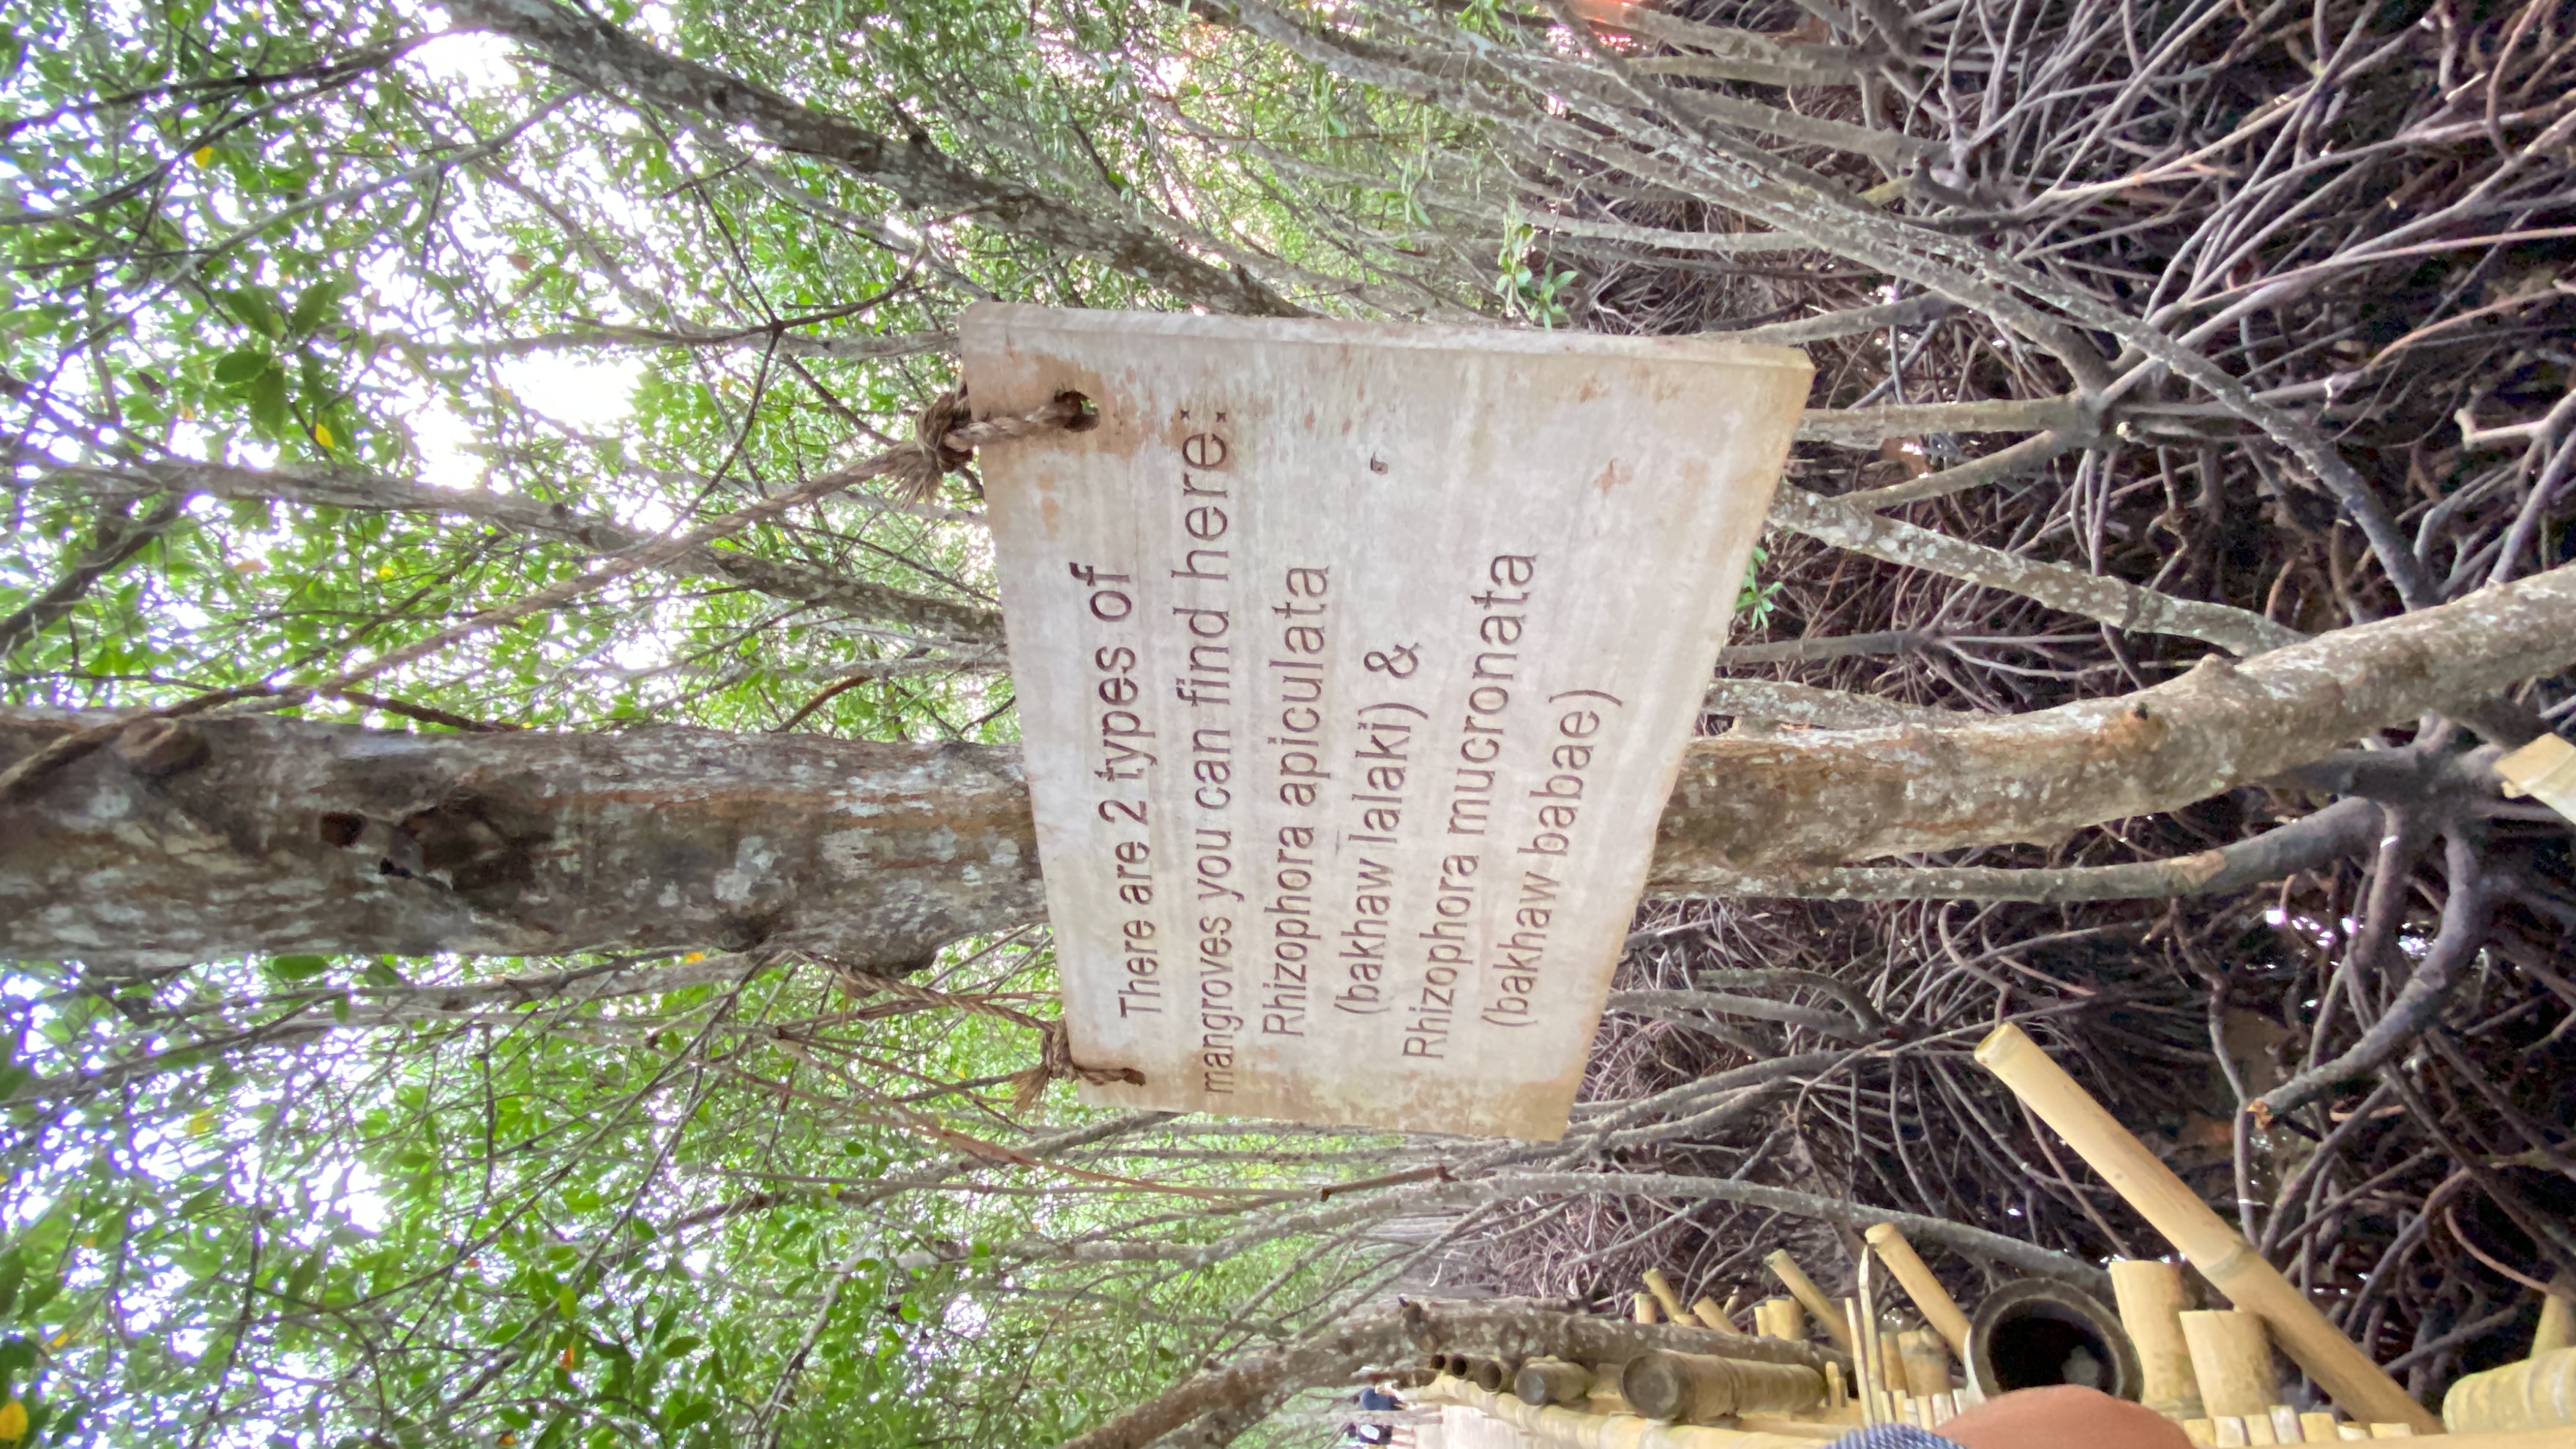 There are 2 types of
mangroves you can find here:
Rhizophora apiculata
(bakhaw lalaki) &
Rhizophora mucronata
(bakhaw babae)